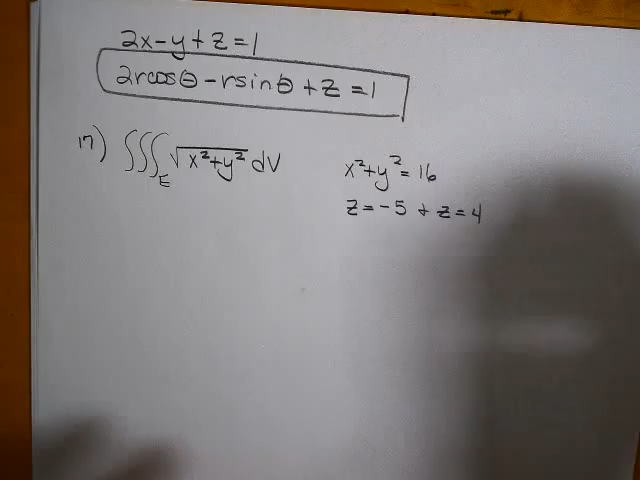 2x-y+z=1
2rcosθ-rsinθ+z=1
17) ∭_E √(x²+y²) dV
x²+y²=16
z=-5 + z=4